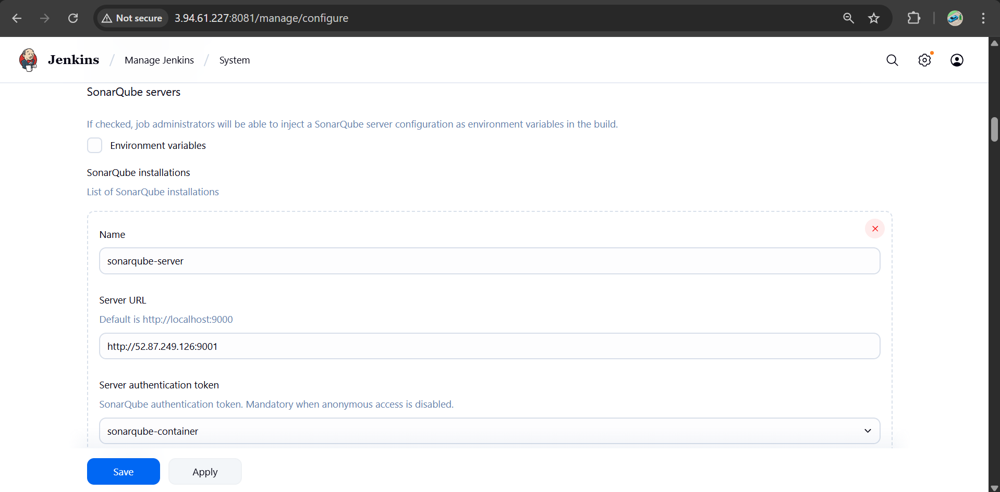 Not secure 3.94.61.227:8081/manage/configure
Jenkins / Manage Jenkins / System
SonarQube servers
If checked, job administrators will be able to inject a SonarQube server configuration as environment variables in the build.
Environment variables
SonarQube installations
List of SonarQube installations
Name
sonarqube-server
Server URL
Default is http://localhost:9000
http://52.87.249.126:9001
Server authentication token
SonarQube authentication token. Mandatory when anonymous access is disabled.
sonarqube-container
Save Apply